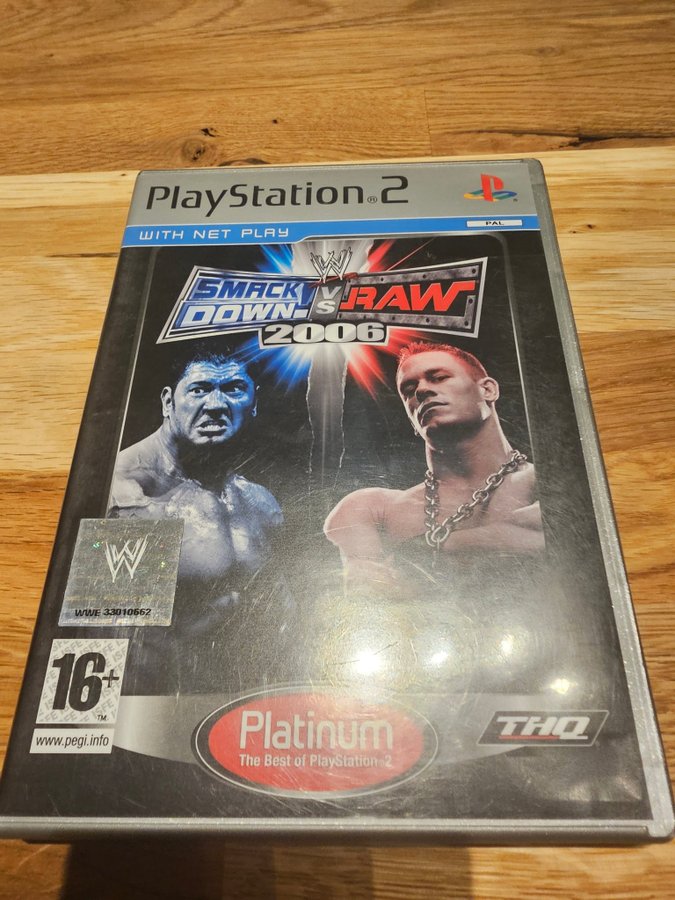 PlayStation®2
PAL
WITH NET PLAY
W
SMACK DOWN! VS RAW
2006
W
WWE 33010662
16+
TM
www.pegi.info
Platinum
The Best of PlayStation®2
THQ